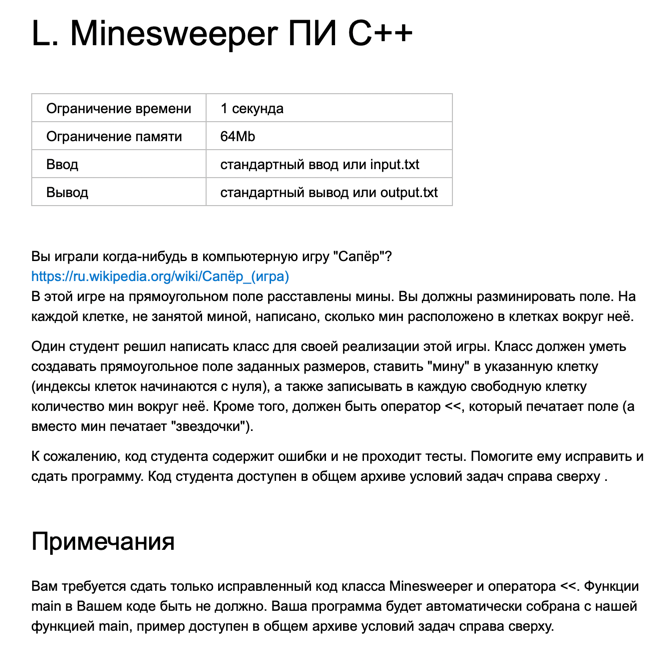 L. Minesweeper ПИ C++
Ограничение времени 1 секунда
Ограничение памяти 64Mb
Ввод стандартный ввод или input.txt
Вывод стандартный вывод или output.txt
Вы играли когда-нибудь в компьютерную игру "Сапёр"?
https://ru.wikipedia.org/wiki/Сапёр_(игра)
В этой игре на прямоугольном поле расставлены мины. Вы должны разминировать поле. На
каждой клетке, не занятой миной, написано, сколько мин расположено в клетках вокруг неё.
Один студент решил написать класс для своей реализации этой игры. Класс должен уметь
создавать прямоугольное поле заданных размеров, ставить "мину" в указанную клетку
(индексы клеток начинаются с нуля), а также записывать в каждую свободную клетку
количество мин вокруг неё. Кроме того, должен быть оператор <<, который печатает поле (а
вместо мин печатает "звездочки").
К сожалению, код студента содержит ошибки и не проходит тесты. Помогите ему исправить и
сдать программу. Код студента доступен в общем архиве условий задач справа сверху .
Примечания
Вам требуется сдать только исправленный код класса Minesweeper и оператора <<. Функции
main в Вашем коде быть не должно. Ваша программа будет автоматически собрана с нашей
функцией main, пример доступен в общем архиве условий задач справа сверху.